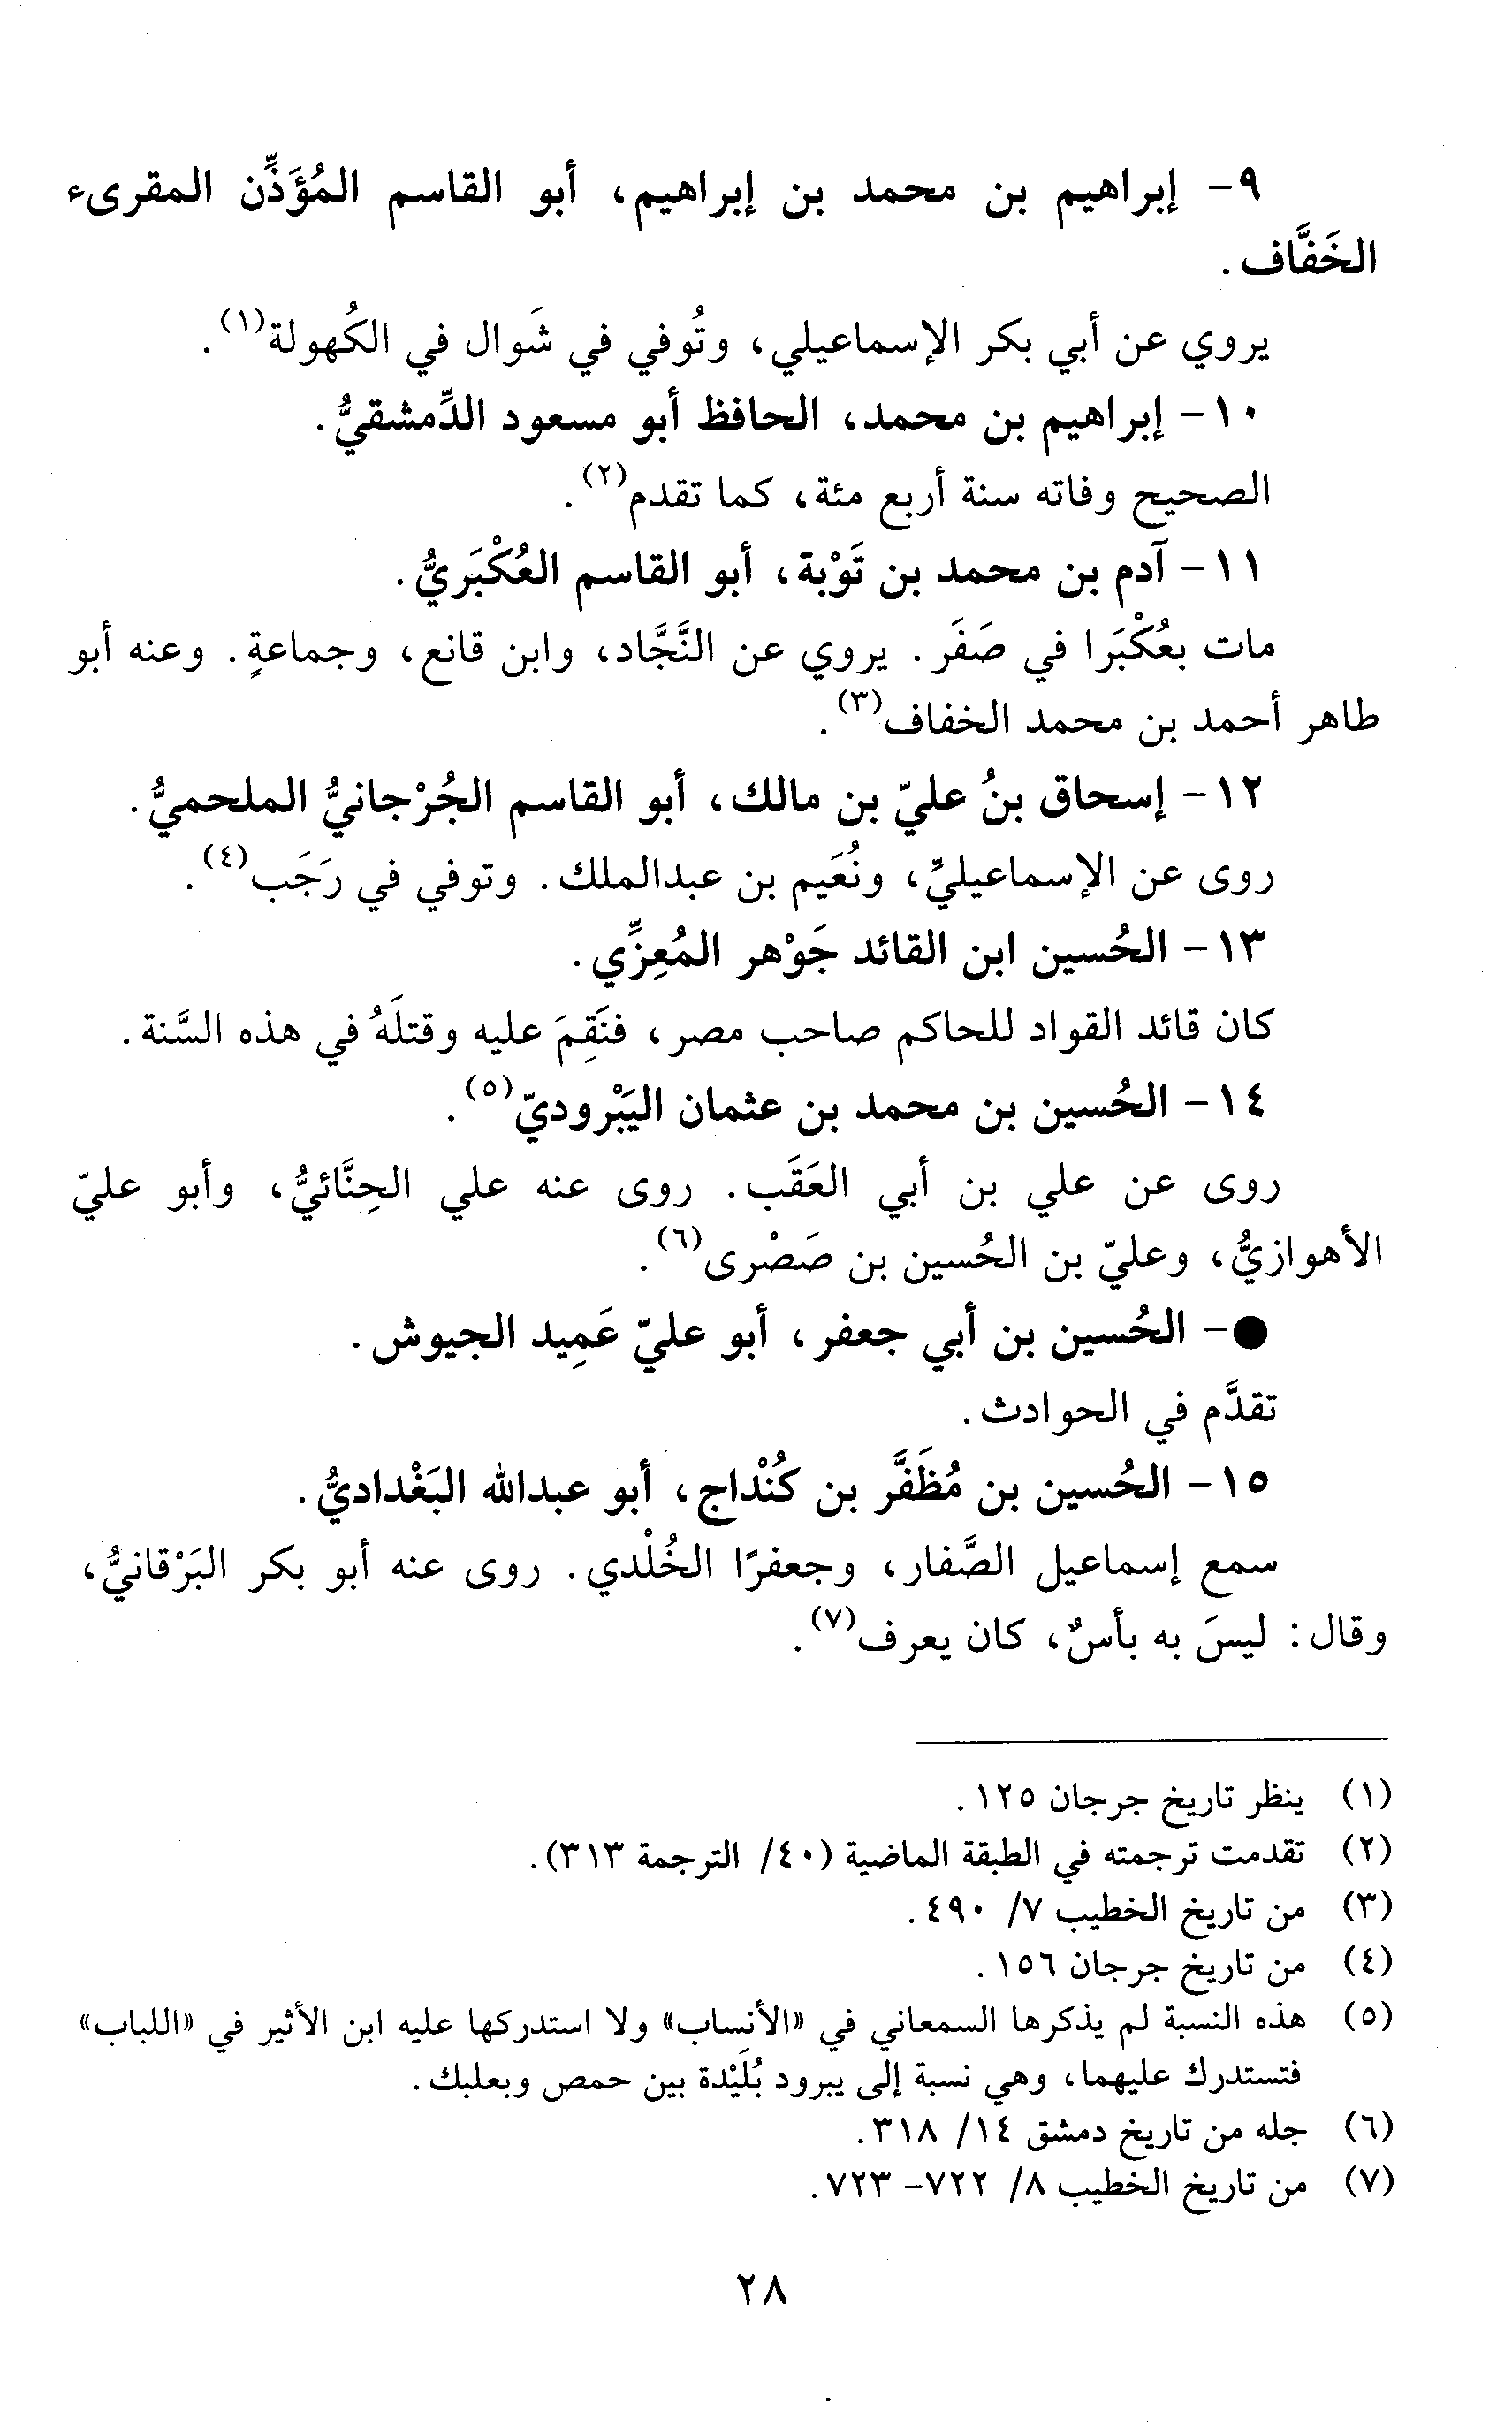 ٩- إبراهيم بن محمد بن إبراهيم، أبو القاسم المُؤَذِّن المقرىء
الخَفَّاف.
يروي عن أبي بكر الإسماعيلي، وتُوفي في شَوال في الكُهولة(١).
١٠- إبراهيم بن محمد، الحافظ أبو مسعود الدِّمشقيُّ.
الصحيح وفاته سنة أربع مئة، كما تقدم(٢).
١١- آدم بن محمد بن تَوْبة، أبو القاسم العُكْبَريُّ.
مات بعُكْبَرا في صَفَر. يروي عن النَّجَّاد، وابن قانع، وجماعةٍ. وعنه أبو
طاهر أحمد بن محمد الخفاف(٣).
١٢- إسحاق بنُ عليّ بن مالك، أبو القاسم الجُرْجانيُّ الملحميُّ.
روى عن الإسماعيليِّ، ونُعَيم بن عبدالملك. وتوفي في رَجَب(٤).
١٣- الحُسين ابن القائد جَوْهر المُعِزِّي.
كان قائد القواد للحاكم صاحب مصر، فنَقِمَ عليه وقتلَهُ في هذه السَّنة.
١٤- الحُسين بن محمد بن عثمان اليَبْروديّ(٥).
روى عن علي بن أبي العَقَب. روى عنه علي الحِنَّائيُّ، وأبو عليّ
الأهوازيُّ، وعليّ بن الحُسين بن صَصْرى(٦).
●- الحُسين بن أبي جعفر، أبو عليّ عَمِيد الجيوش.
تقدَّم في الحوادث.
١٥- الحُسين بن مُظَفَّر بن كُنْداج، أبو عبدالله البَغْداديُّ.
سمع إسماعيل الصَّفار، وجعفرًا الخُلْدي. روى عنه أبو بكر البَرْقانيُّ،
وقال: ليسَ به بأسٌ، كان يعرف(٧).
(١) ينظر تاريخ جرجان ١٢٥.
(٢) تقدمت ترجمته في الطبقة الماضية (٤٠/ الترجمة ٣١٣).
(٣) من تاريخ الخطيب ٧/ ٤٩٠.
(٤) من تاريخ جرجان ١٥٦.
(٥) هذه النسبة لم يذكرها السمعاني في «الأنساب» ولا استدركها عليه ابن الأثير في «اللباب»
فتستدرك عليهما، وهي نسبة إلى يبرود بُلَيْدة بين حمص وبعلبك.
(٦) جله من تاريخ دمشق ١٤/ ٣١٨.
(٧) من تاريخ الخطيب ٨/ ٧٢٢- ٧٢٣.
٢٨